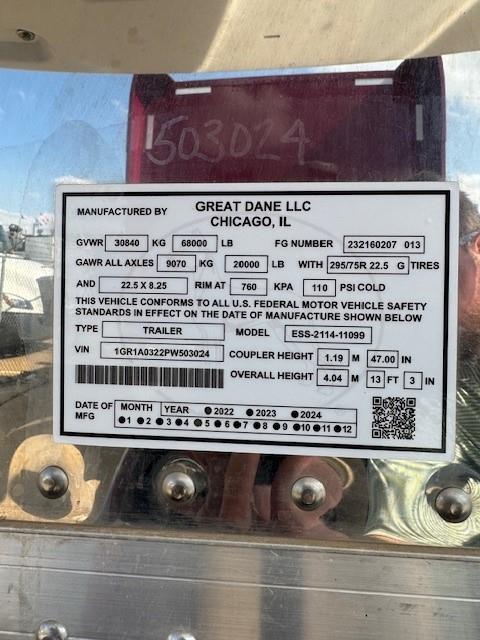 503024
MANUFACTURED BY GREAT DANE LLC
CHICAGO, IL
GVWR 30840 KG 68000 LB FG NUMBER 232160207 013
GAWR ALL AXLES 9070 KG 20000 LB WITH 295/75R 22.5 G TIRES
AND 22.5 X 8.25 RIM AT 760 KPA 110 PSI COLD
THIS VEHICLE CONFORMS TO ALL U.S. FEDERAL MOTOR VEHICLE SAFETY
STANDARDS IN EFFECT ON THE DATE OF MANUFACTURE SHOWN BELOW
TYPE TRAILER MODEL ESS-2114-11099
VIN 1GR1A0322PW503024 COUPLER HEIGHT 1.19 M 47.00 IN
OVERALL HEIGHT 4.04 M 13 FT 3 IN
DATE OF MFG MONTH YEAR ●2022 ●2023 ●2024
●1 ●2 ●3 ●4 ●5 ●6 ●7 ●8 ●9 ●10 ●11 ●12